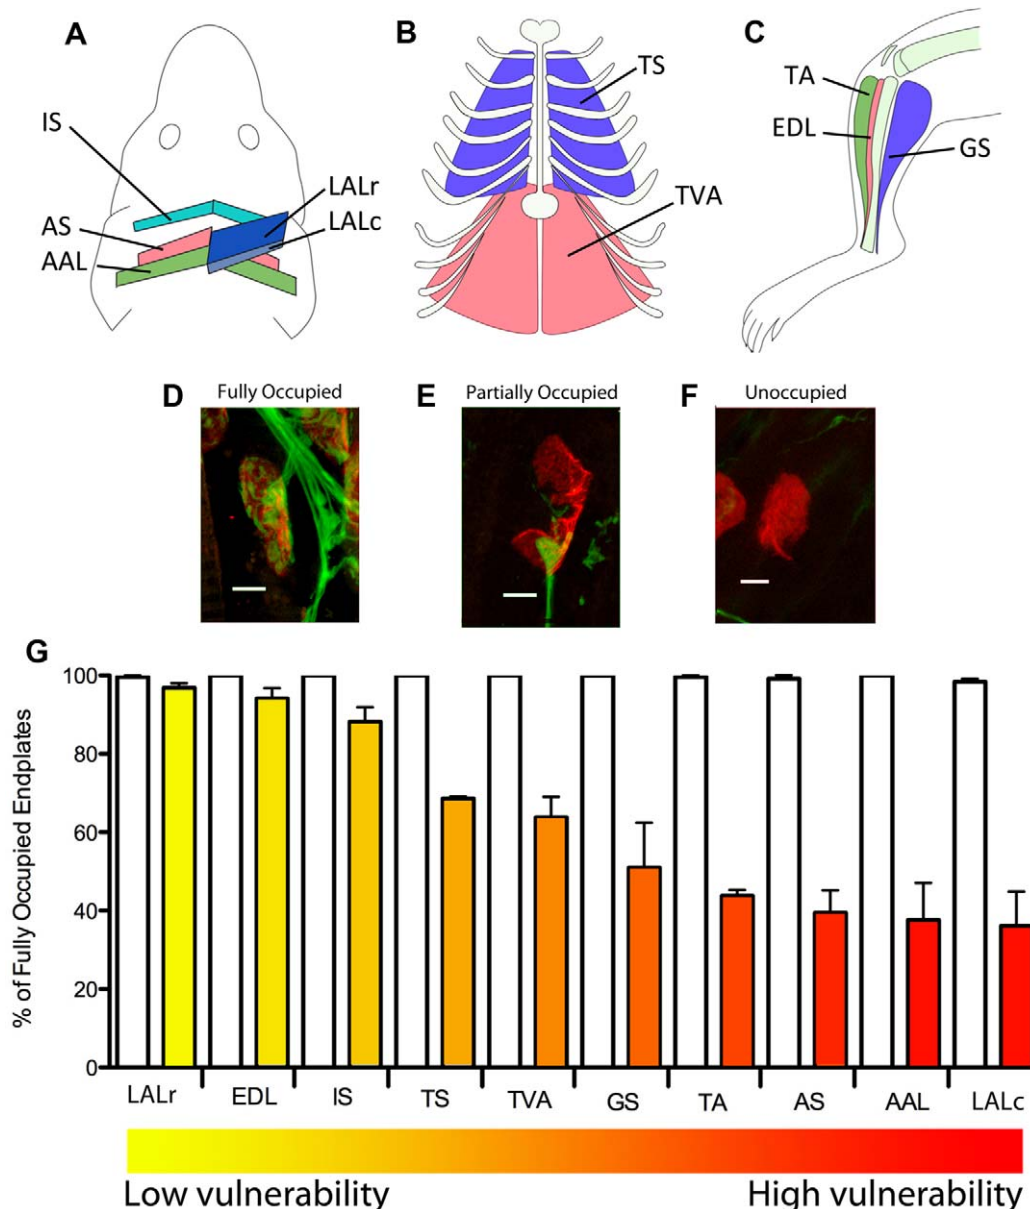 A
IS
AS
AAL
LALr
LALc
B
TS
TVA
C
TA
EDL
GS
D
Fully Occupied
E
Partially Occupied
F
Unoccupied
G
% of Fully Occupied Endplates
100
80
60
40
20
0
LALr EDL IS TS TVA GS TA AS AAL LALc
Low vulnerability High vulnerability